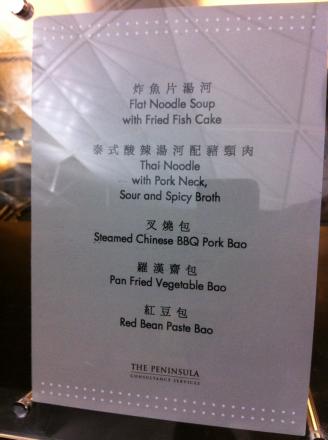 炸魚片湯河
Flat Noodle Soup
with Fried Fish Cake
泰式酸辣湯河配豬頸肉
Thai Noodle
with Pork Neck,
Sour and Spicy Broth
叉燒包
Steamed Chinese BBQ Pork Bao
羅漢齋包
Pan Fried Vegetable Bao
紅豆包
Red Bean Paste Bao
THE PENINSULA
CONSULTANCY SERVICES